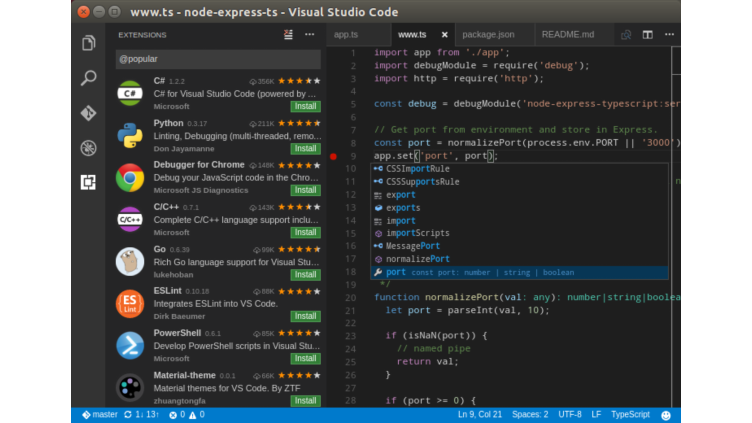 www.ts - node-express-ts - Visual Studio Code
EXTENSIONS
@popular
C# 1.2.2 356K
C# for Visual Studio Code (powered by ...
Microsoft Install
Python 0.3.17 211K
Linting, Debugging (multi-threaded, remo...
Don Jayamanne Install
Debugger for Chrome 148K
Debug your JavaScript code in the Chro...
Microsoft JS Diagnostics Install
C/C++ 0.7.1 143K
Complete C/C++ language support inclu...
Microsoft Install
Go 0.6.39 99K
Rich Go language support for Visual Stu...
lukehoban Install
ESLint 0.10.18 88K
Integrates ESLint into VS Code.
Dirk Baeumer Install
PowerShell 0.6.1 85K
Develop PowerShell scripts in Visual Stu...
Microsoft Install
Material-theme 0.0.1 66K
Material themes for VS Code. By ZTF
zhuangtongfa Install
C#
C/C++
ES
Lint
app.ts www.ts package.json README.md
1 import app from './app';
2 import debugModule = require('debug');
3 import http = require('http');
4
5 const debug = debugModule('node-express-typescript:ser
6
7 // Get port from environment and store in Express.
8 const port = normalizePort(process.env.PORT || '3000')
9 app.set('port', port);
10 CSSImportRule
11 CSSSupportsRule
12 export
13 exports
14 import
15 importScripts
16 MessagePort
17 normalizePort
18 port const port: number | string | boolean
19 */
20 function normalizePort(val: any): number|string|boolea
21 let port = parseInt(val, 10);
22
23 if (isNaN(port)) {
24 // named pipe
25 return val;
26 }
27
28 if (port >= 0) {
master 1↓ 13↑ 0 0 Ln 9, Col 21 Spaces: 2 UTF-8 LF TypeScript